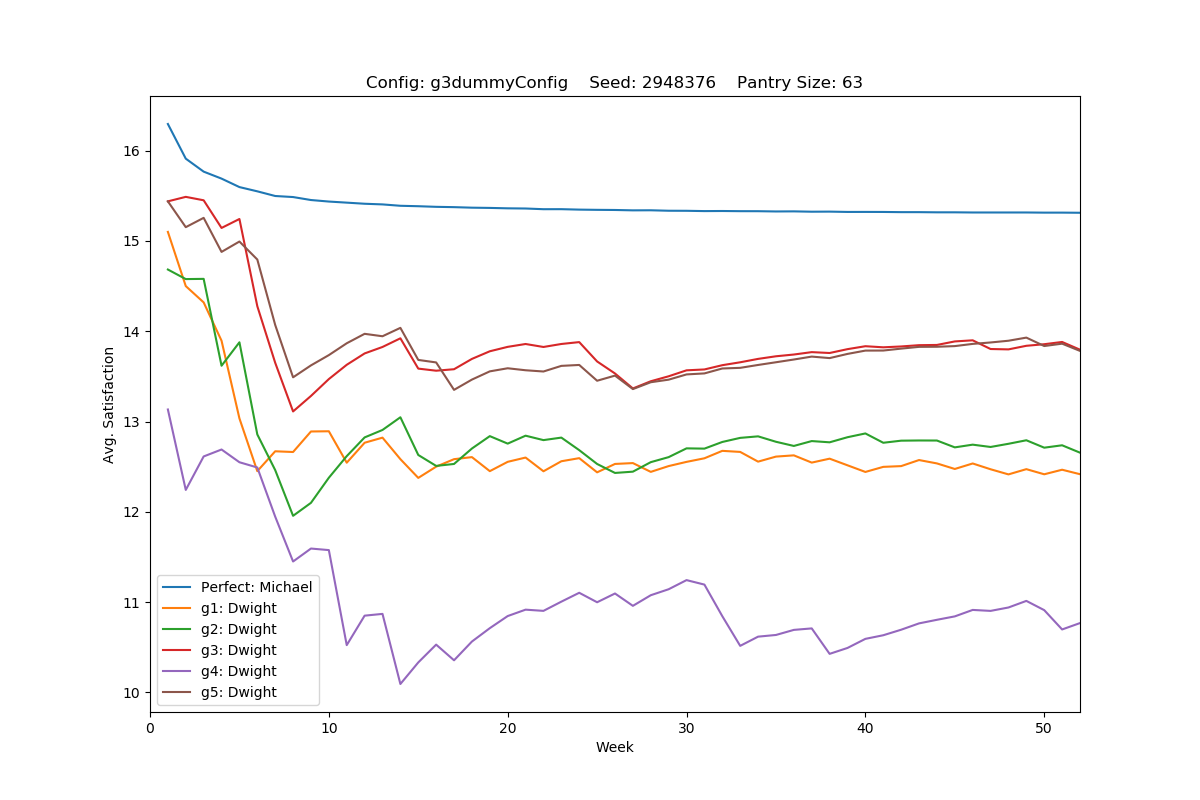 Config: g3dummyConfig    Seed: 2948376    Pantry Size: 63
Avg. Satisfaction
16
15
14
13
12
11
10
Perfect: Michael
g1: Dwight
g2: Dwight
g3: Dwight
g4: Dwight
g5: Dwight
0 10 20 30 40 50
Week